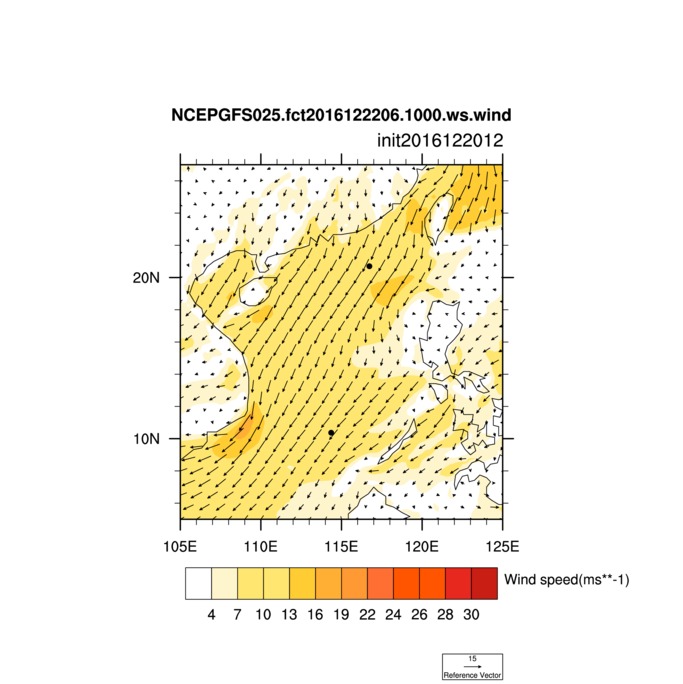 NCEPGFS025.fct2016122206.1000.ws.wind
init2016122012
20N
10N
105E 110E 115E 120E 125E
Wind speed(ms**-1)
4 7 10 13 16 19 22 24 26 28 30
15
Reference Vector